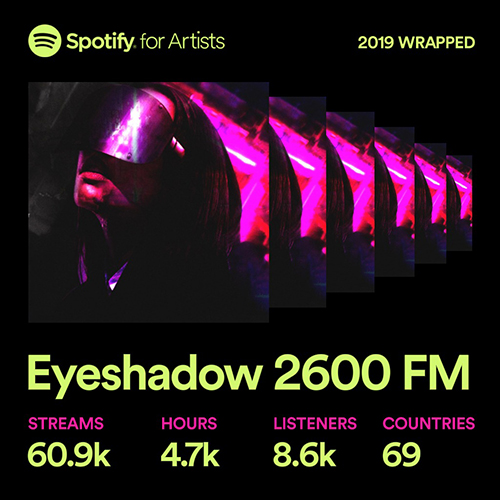 Spotify for Artists
2019 WRAPPED
Eyeshadow 2600 FM
STREAMS HOURS LISTENERS COUNTRIES
60.9k 4.7k 8.6k 69